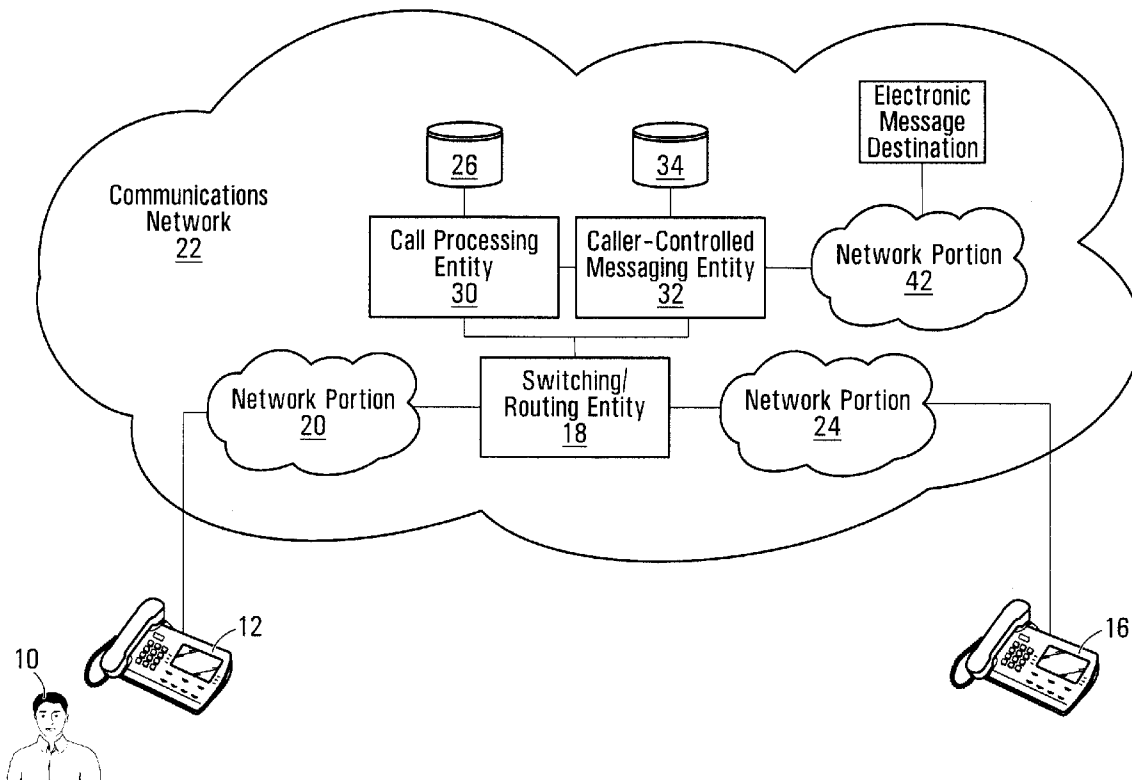 Electronic
Message
Destination
26
34
Communications
Network
22
Call Processing
Entity
30
Caller-Controlled
Messaging Entity
32
Network Portion
42
Switching/
Routing Entity
18
Network Portion
20
Network Portion
24
12
16
10